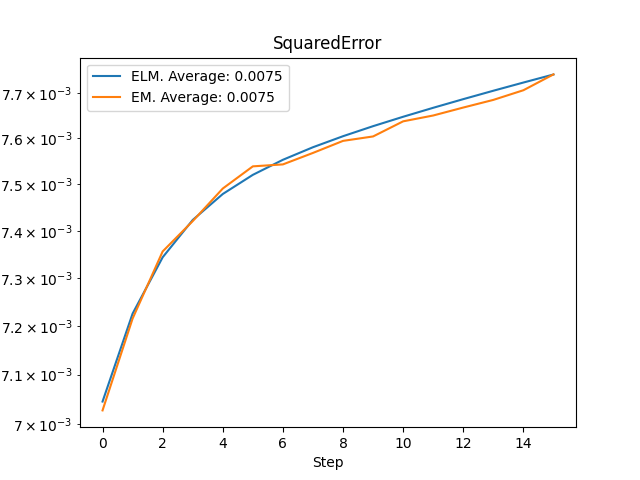 SquaredError
ELM. Average: 0.0075
EM. Average: 0.0075
7.7 × 10⁻³
7.6 × 10⁻³
7.5 × 10⁻³
7.4 × 10⁻³
7.3 × 10⁻³
7.2 × 10⁻³
7.1 × 10⁻³
7 × 10⁻³
0 2 4 6 8 10 12 14
Step